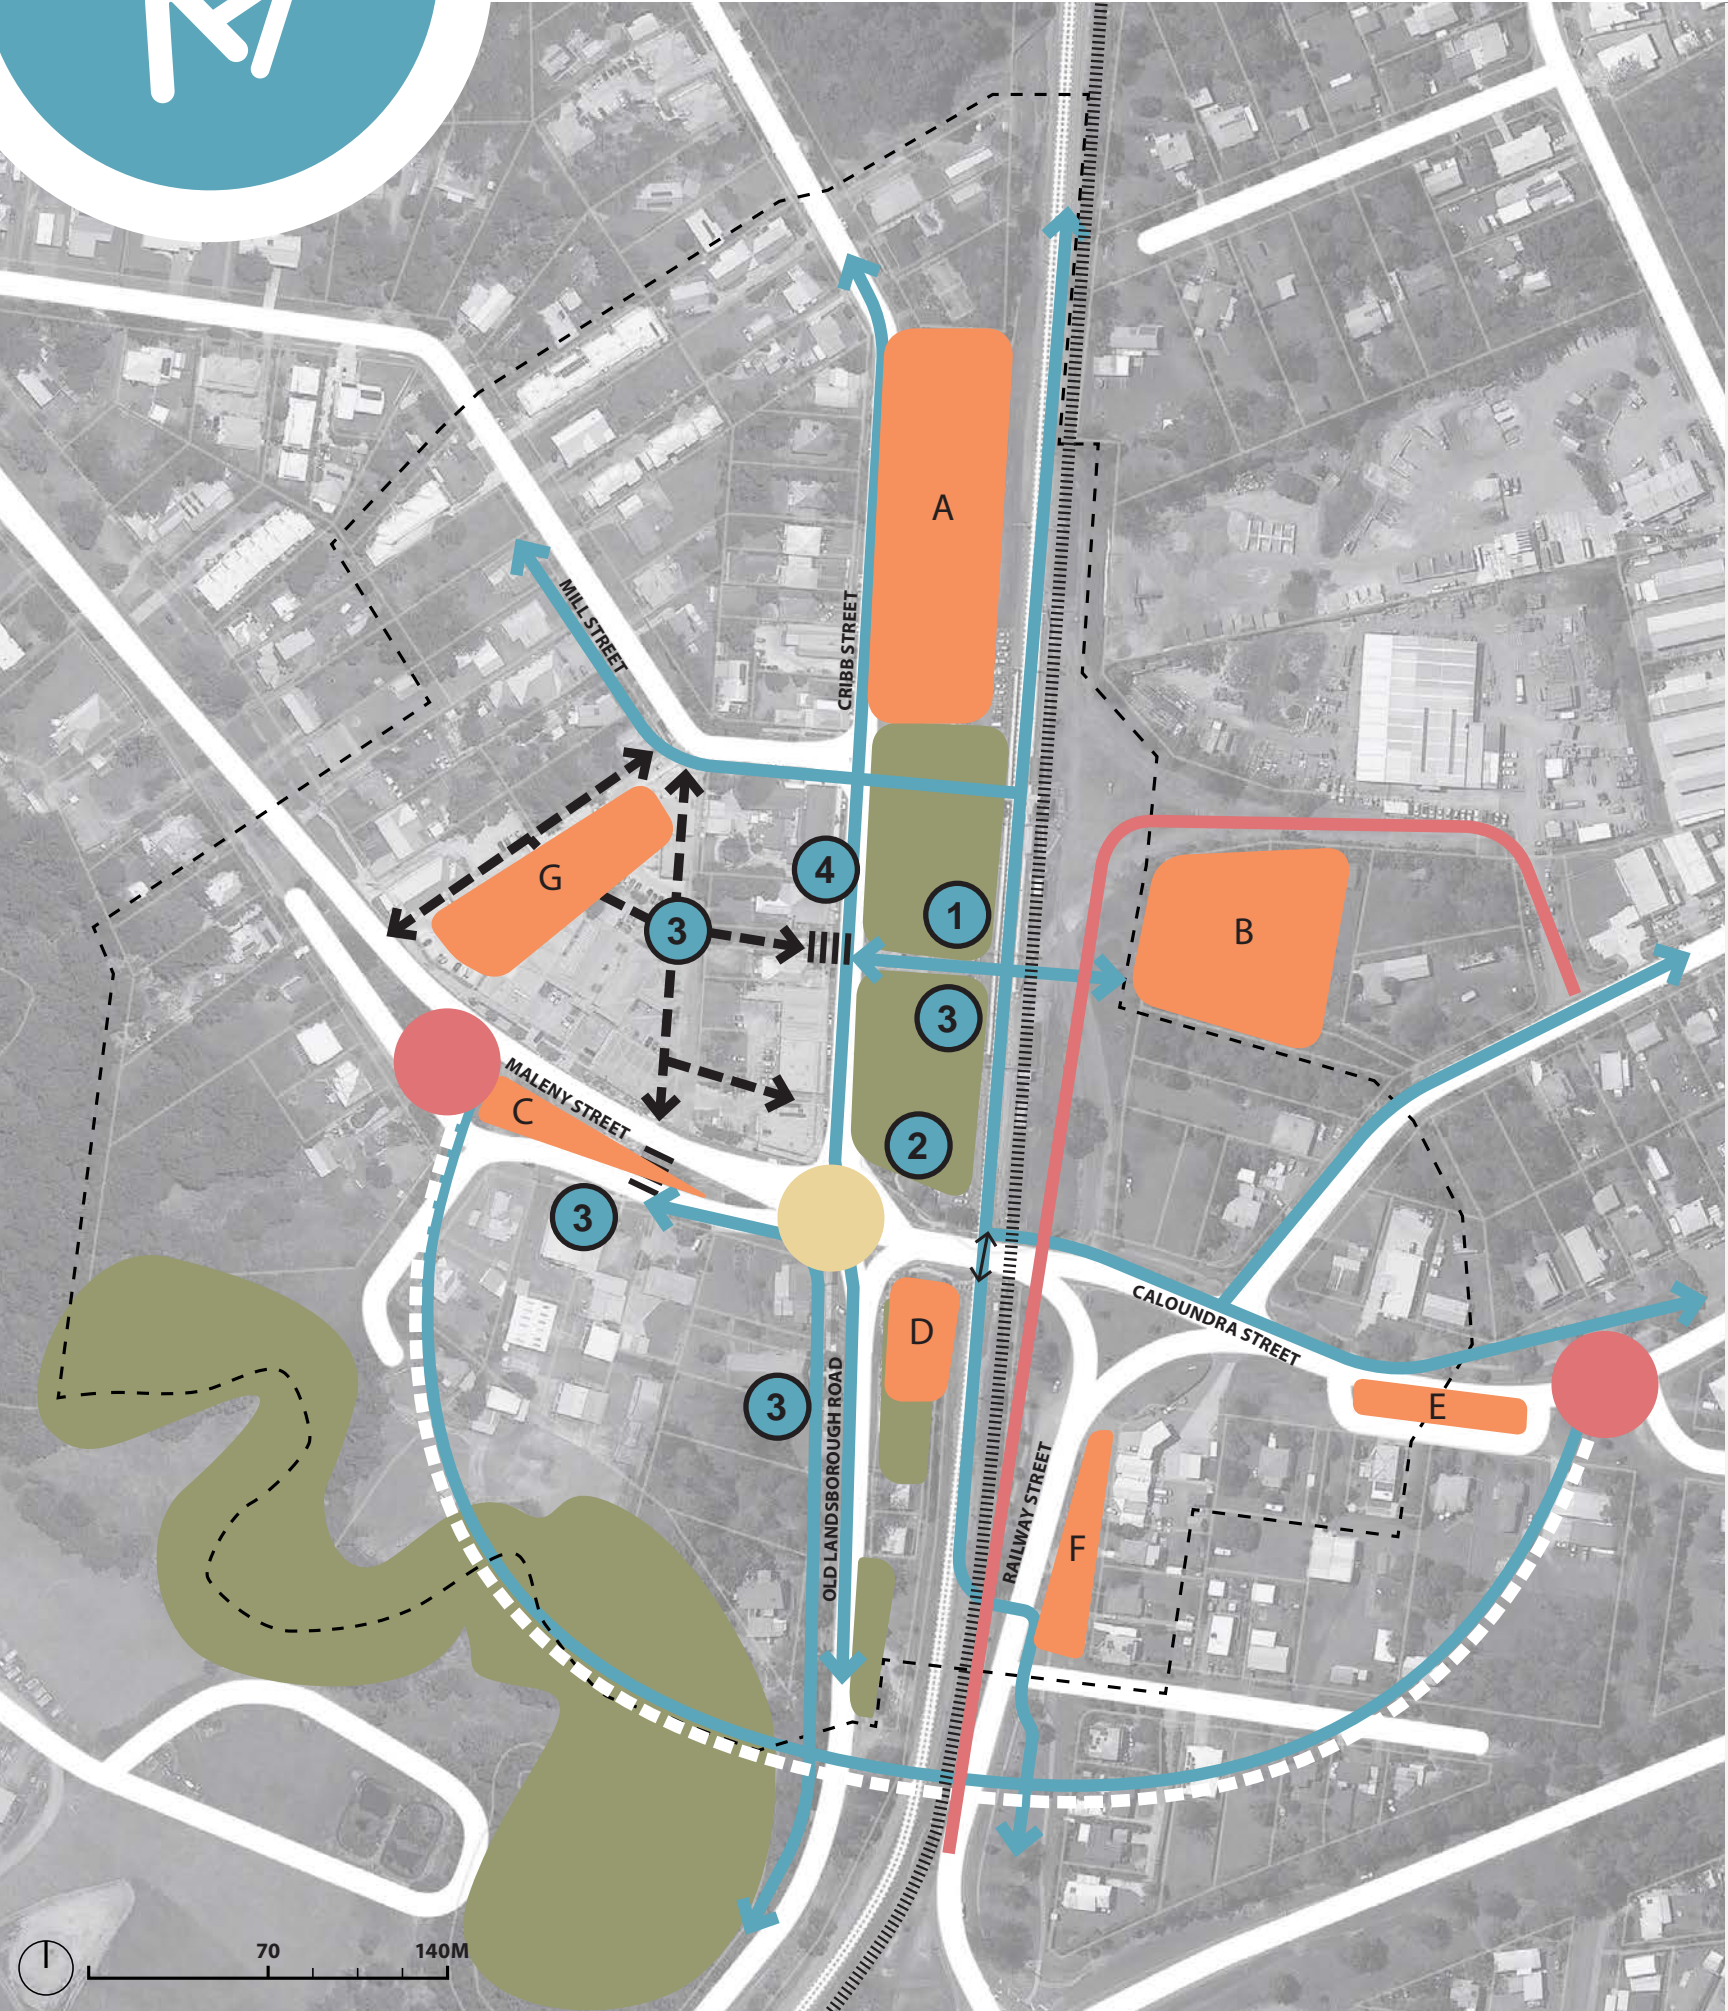 A
MILL STREET
CRIBB STREET
4
G
1
3
B
3
MALENY STREET
C
2
3
CALOUNDRA STREET
D
3
OLD LANDSBOROUGH ROAD
E
RAILWAY STREET
F
70
140M